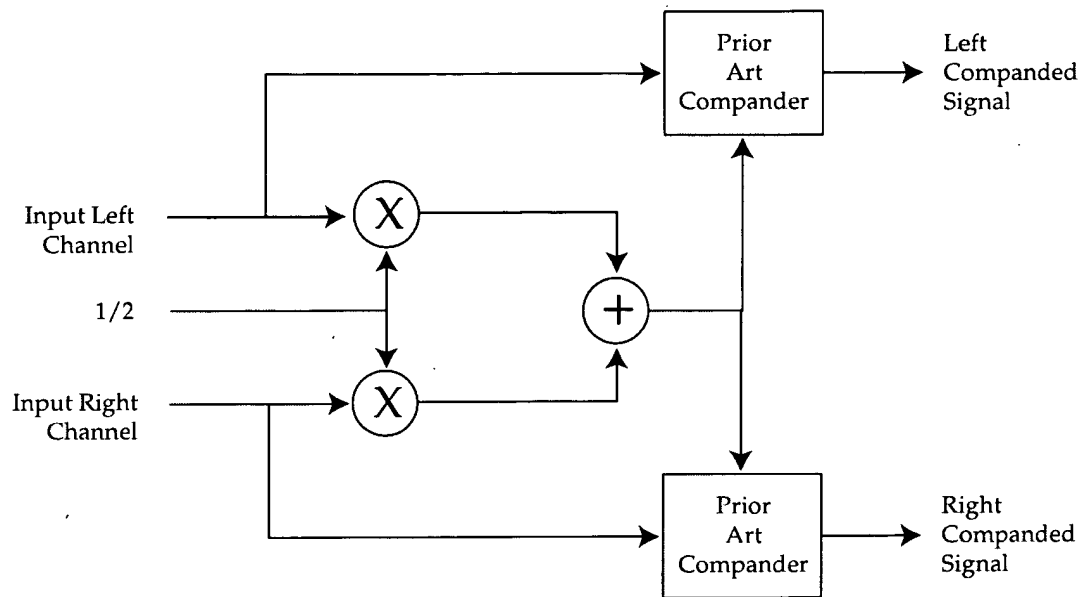 Prior
Art
Compander
Left
Companded
Signal
Input Left
Channel
X
1/2
+
Input Right
Channel
X
Prior
Art
Compander
Right
Companded
Signal